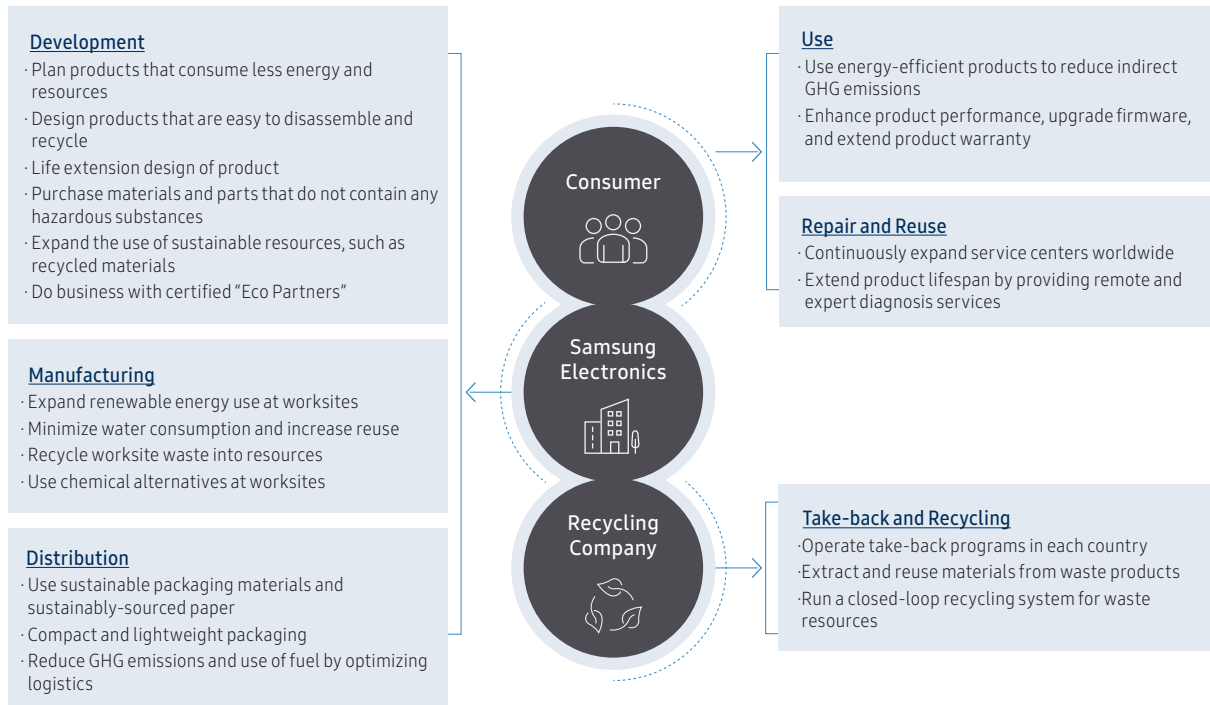 Development
· Plan products that consume less energy and
resources
· Design products that are easy to disassemble and
recycle
· Life extension design of product
· Purchase materials and parts that do not contain any
hazardous substances
· Expand the use of sustainable resources, such as
recycled materials
· Do business with certified “Eco Partners”
Manufacturing
· Expand renewable energy use at worksites
· Minimize water consumption and increase reuse
· Recycle worksite waste into resources
· Use chemical alternatives at worksites
Distribution
· Use sustainable packaging materials and
sustainably-sourced paper
· Compact and lightweight packaging
· Reduce GHG emissions and use of fuel by optimizing
logistics
Consumer
Samsung
Electronics
Recycling
Company
Use
· Use energy-efficient products to reduce indirect
GHG emissions
· Enhance product performance, upgrade firmware,
and extend product warranty
Repair and Reuse
· Continuously expand service centers worldwide
· Extend product lifespan by providing remote and
expert diagnosis services
Take-back and Recycling
·Operate take-back programs in each country
·Extract and reuse materials from waste products
·Run a closed-loop recycling system for waste
resources